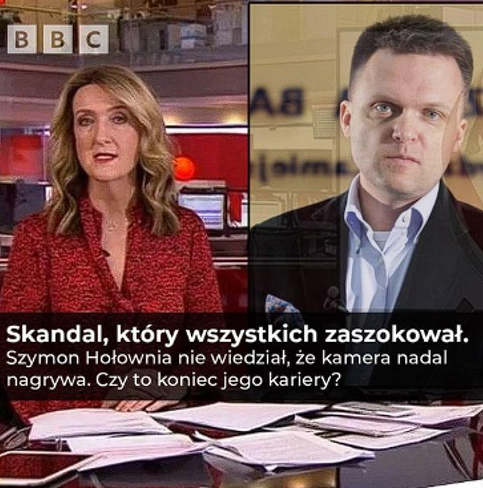 BBC
Skandal, który wszystkich zaszokował.
Szymon Hołownia nie wiedział, że kamera nadal
nagrywa. Czy to koniec jego kariery?